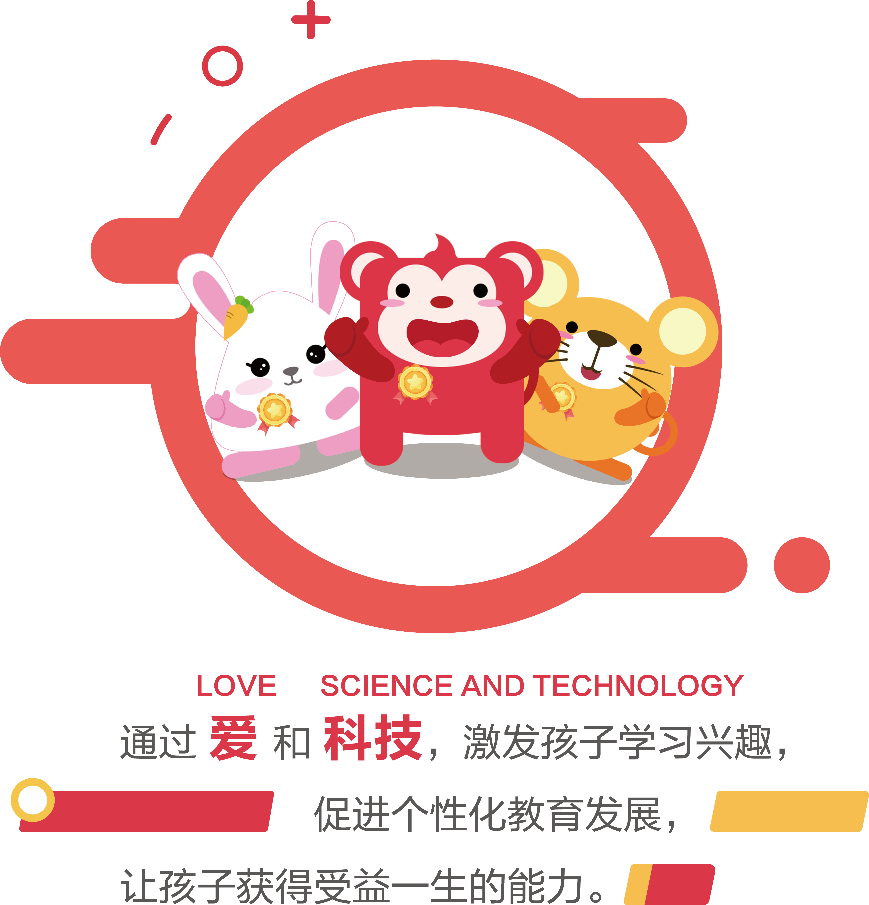 LOVE SCIENCE AND TECHNOLOGY
通过 爱 和 科技，激发孩子学习兴趣，
促进个性化教育发展，
让孩子获得受益一生的能力。